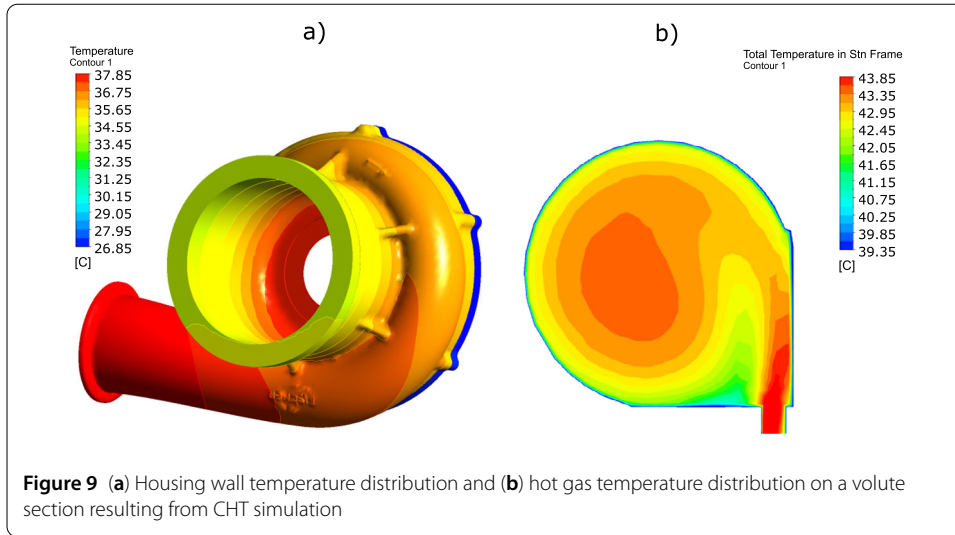 a)
b)
Temperature
Contour 1
37.85
36.75
35.65
34.55
33.45
32.35
31.25
30.15
29.05
27.95
26.85
[C]
Total Temperature in Stn Frame
Contour 1
43.85
43.35
42.95
42.05
41.65
41.15
40.75
40.25
39.85
39.35
[C]
Figure 9 (a) Housing wall temperature distribution and (b) hot gas temperature distribution on a volute
section resulting from CHT simulation